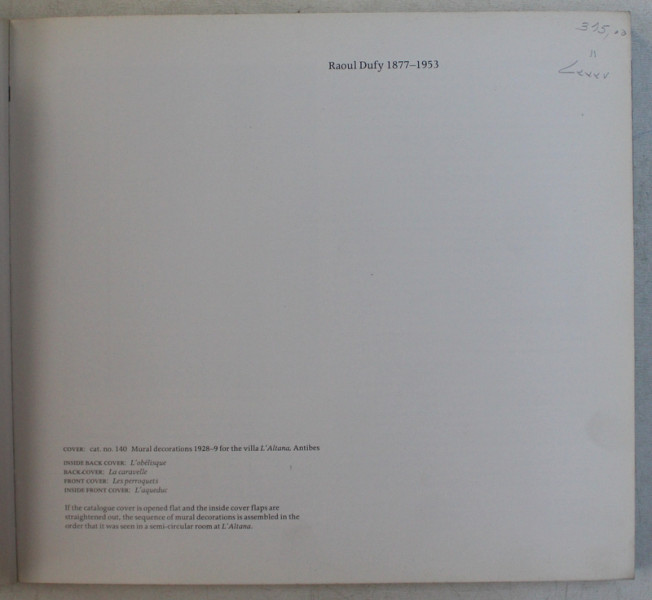 315,
Raoul Dufy 1877–1953
COVER: cat. no. 140 Mural decorations 1928–9 for the villa L'Altana, Antibes
INSIDE BACK COVER: L'obélisque
BACK COVER: La caravelle
FRONT COVER: Les perroquets
INSIDE FRONT COVER: L'aqueduc
If the catalogue cover is opened flat and the inside cover flaps are
straightened out, the sequence of mural decorations is assembled in the
order that it was seen in a semi-circular room at L'Altana.